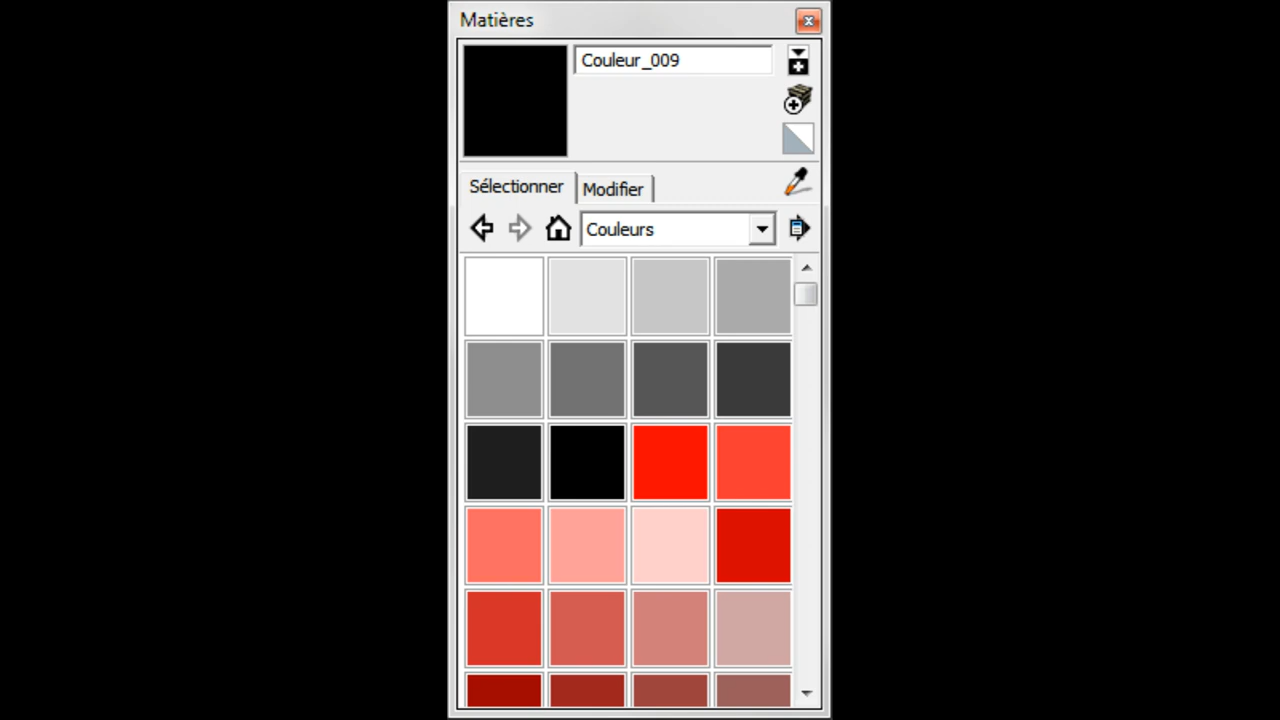 Matières
Couleur_009
Sélectionner
Modifier
Couleurs